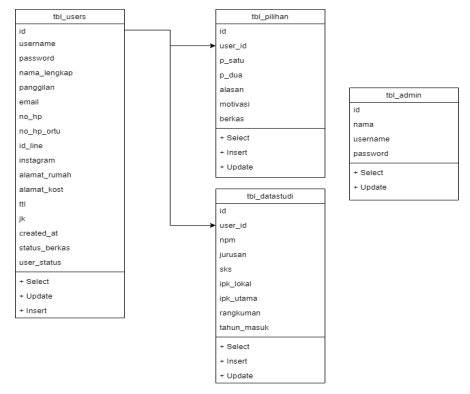 tbl_users
id
username
password
nama_lengkap
panggilan
email
no_hp
no_hp_ortu
id_line
instagram
alamat_rumah
alamat_kost
ttl
jk
created_at
status_berkas
user_status
+ Select
+ Update
+ Insert
tbl_pilihan
id
user_id
p_satu
p_dua
alasan
motivasi
berkas
+ Select
+ Insert
+ Update
tbl_datastudi
id
user_id
npm
jurusan
sks
ipk_lokal
ipk_utama
rangkuman
tahun_masuk
+ Select
+ Insert
+ Update
tbl_admin
id
nama
username
password
+ Select
+ Update